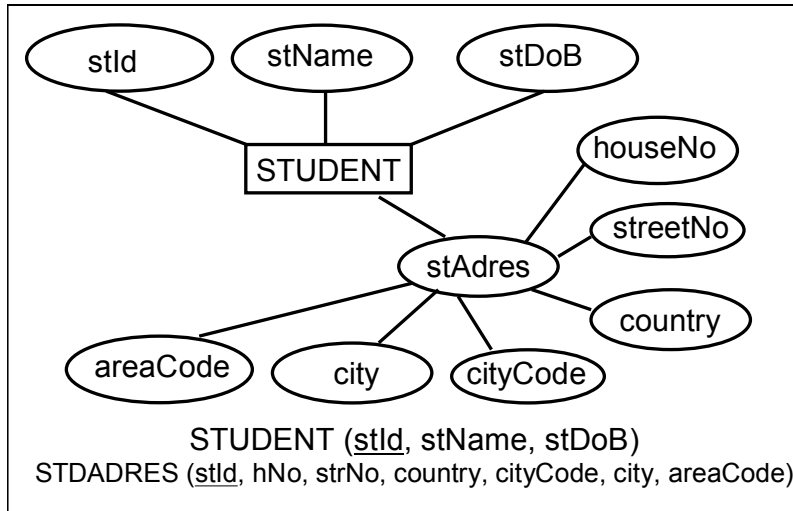 stId stName stDoB
STUDENT
houseNo
streetNo
stAdres
country
areaCode city cityCode
STUDENT (stId, stName, stDoB)
STDADRES (stId, hNo, strNo, country, cityCode, city, areaCode)